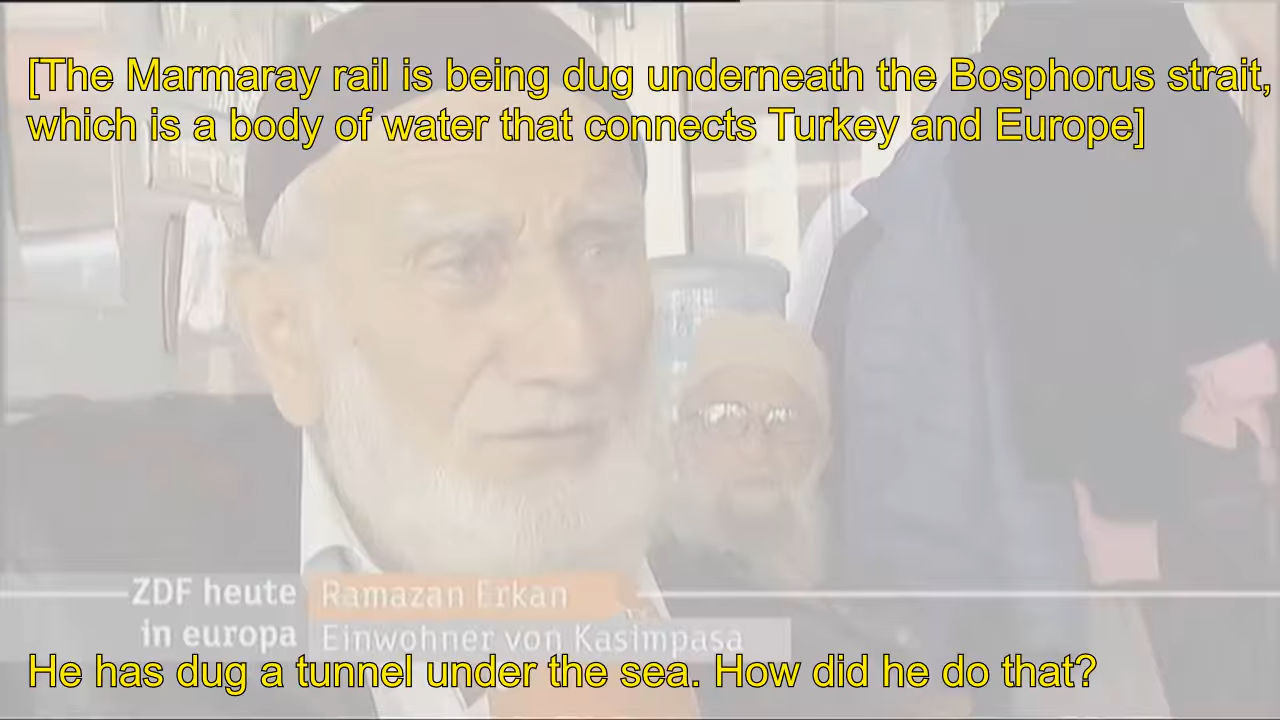 [The Marmaray rail is being dug underneath the Bosphorus strait,
which is a body of water that connects Turkey and Europe]
ZDF heute
in europa
Ramazan Erkan
Einwohner von Kasimpasa
He has dug a tunnel under the sea. How did he do that?